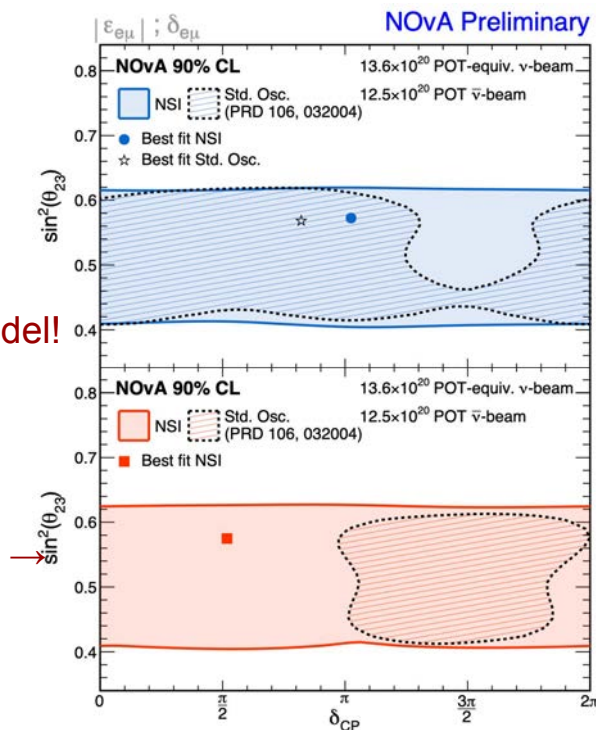 |ε_eμ| ; δ_eμ
NOvA Preliminary
NOvA 90% CL
13.6×10²⁰ POT-equiv. ν-beam
12.5×10²⁰ POT ν̄-beam
NSI
Std. Osc.
(PRD 106, 032004)
Best fit NSI
Best fit Std. Osc.
0.8
0.7
0.6
0.5
0.4
sin²(θ₂₃)
del!
NOvA 90% CL
13.6×10²⁰ POT-equiv. ν-beam
12.5×10²⁰ POT ν̄-beam
NSI
Std. Osc.
(PRD 106, 032004)
Best fit NSI
0.8
0.7
0.6
0.5
0.4
→
sin²(θ₂₃)
0
π/2
π
3π/2
2π
δ_CP